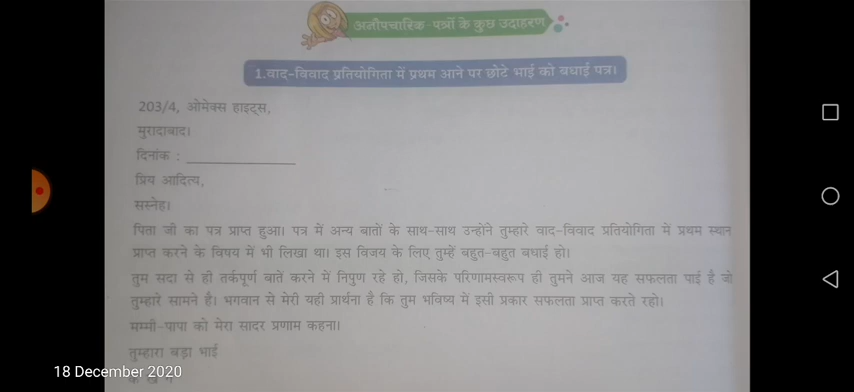 अनौपचारिक पत्रों के कुछ उदाहरण
1.वाद-विवाद प्रतियोगिता में प्रथम आने पर छोटे भाई को बधाई पत्र।
203/4, ओमेक्स हाइट्स,
मुरादाबाद।
दिनांक :
प्रिय आदित्य,
सस्नेह।
पिता जी का पत्र प्राप्त हुआ। पत्र में अन्य बातों के साथ-साथ उन्होंने तुम्हारे वाद-विवाद प्रतियोगिता में प्रथम स्थान
प्राप्त करने के विषय में भी लिखा था। इस विजय के लिए तुम्हें बहुत-बहुत बधाई हो।
तुम सदा से ही तर्कपूर्ण बातें करने में निपुण रहे हो, जिसके परिणामस्वरूप ही तुमने आज यह सफलता पाई है जो
तुम्हारे सामने है। भगवान से मेरी यही प्रार्थना है कि तुम भविष्य में इसी प्रकार सफलता प्राप्त करते रहो।
मम्मी-पापा को मेरा सादर प्रणाम कहना।
तुम्हारा बड़ा भाई
18 December 2020